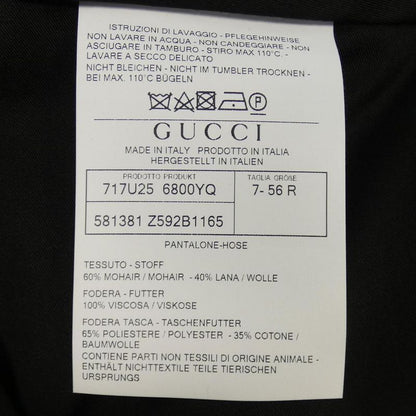 ISTRUZIONI DI LAVAGGIO - PFLEGEHINWEISE
NON LAVARE IN ACQUA - NON CANDEGGIARE - NON
ASCIUGARE IN TAMBURO - STIRO MAX 110°C -
LAVARE A SECCO DELICATO
NICHT BLEICHEN - NICHT IM TUMBLER TROCKNEN -
BEI MAX. 110°C BÜGELN
P
GUCCI
MADE IN ITALY PRODOTTO IN ITALIA
HERGESTELLT IN ITALIEN
PRODOTTO PRODUKT
TAGLIA GRÖßE
717U25 6800YQ
7- 56 R
581381 Z592B1165
PANTALONE-HOSE
TESSUTO - STOFF
60% MOHAIR / MOHAIR - 40% LANA / WOLLE
FODERA - FUTTER
100% VISCOSA / VISKOSE
FODERA TASCA - TASCHENFUTTER
65% POLIESTERE / POLYESTER - 35% COTONE /
BAUMWOLLE
CONTIENE PARTI NON TESSILI DI ORIGINE ANIMALE -
ENTHÄLT NICHTTEXTILE TEILE TIERISCHEN
URSPRUNGS